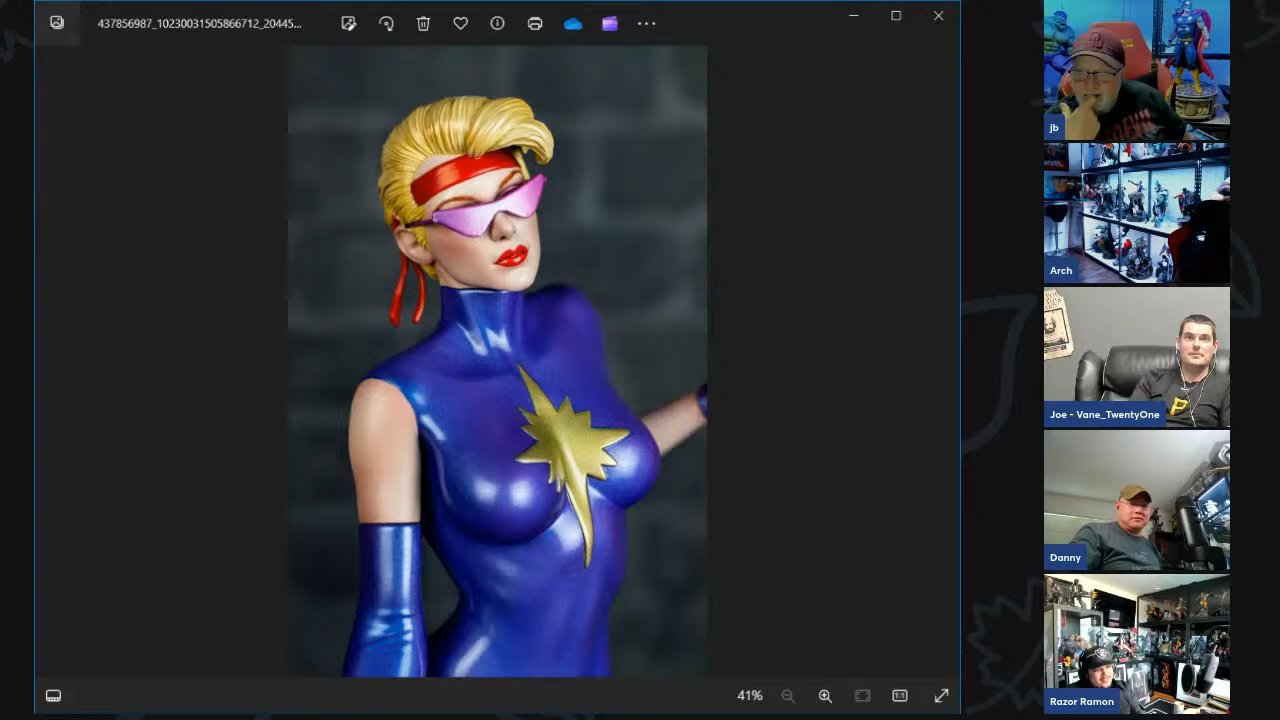 437856987_10230031505866712_20445...
jb
Arch
Joe - Vane_TwentyOne
Danny
Razor Ramon
41%